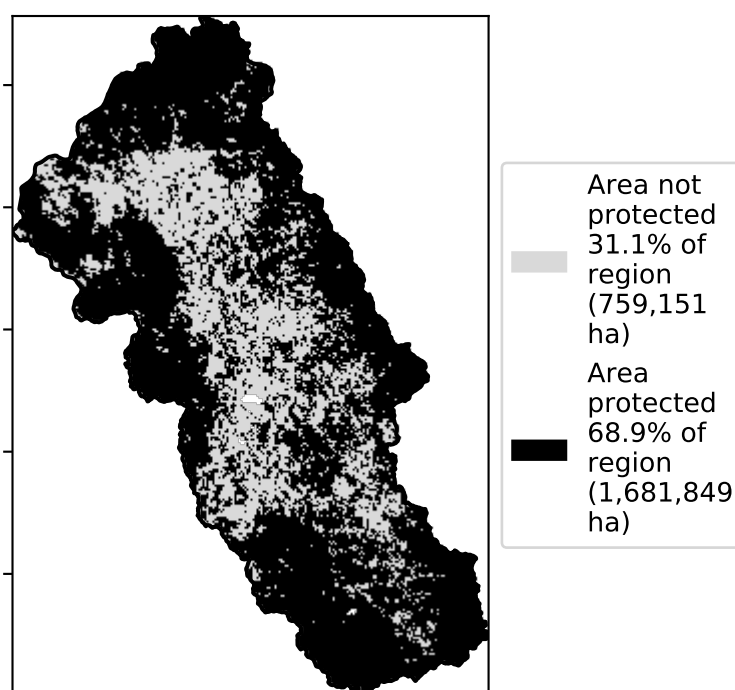 Area not
protected
31.1% of
region
(759,151
ha)
Area
protected
68.9% of
region
(1,681,849
ha)